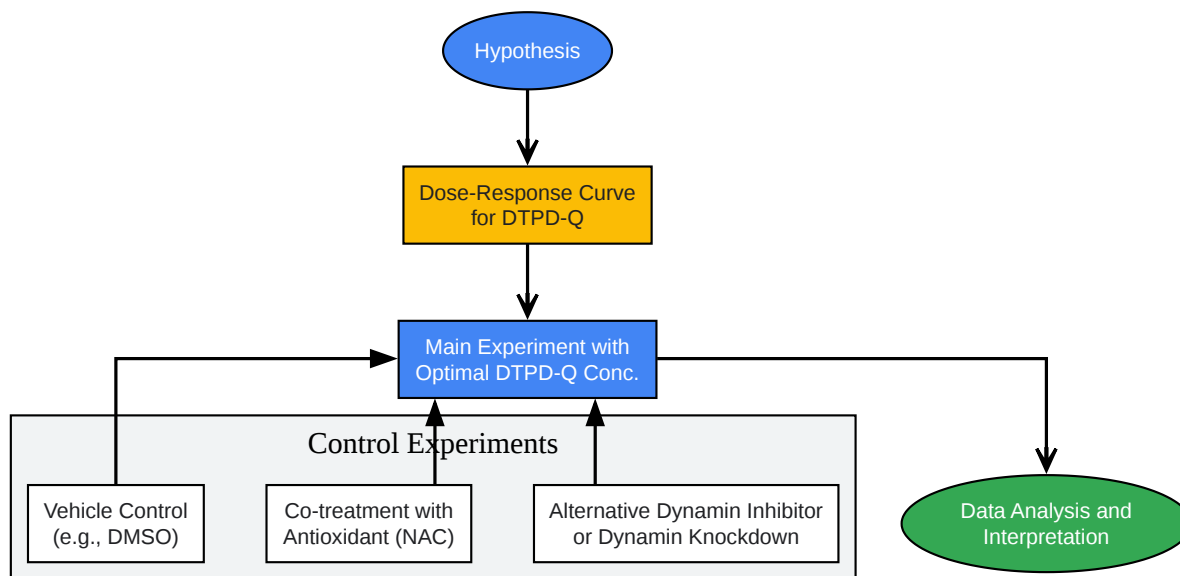 Hypothesis
Dose-Response Curve
for DTPD-Q
Main Experiment with
Optimal DTPD-Q Conc.
Control Experiments
Vehicle Control
(e.g., DMSO)
Co-treatment with
Antioxidant (NAC)
Alternative Dynamin Inhibitor
or Dynamin Knockdown
Data Analysis and
Interpretation